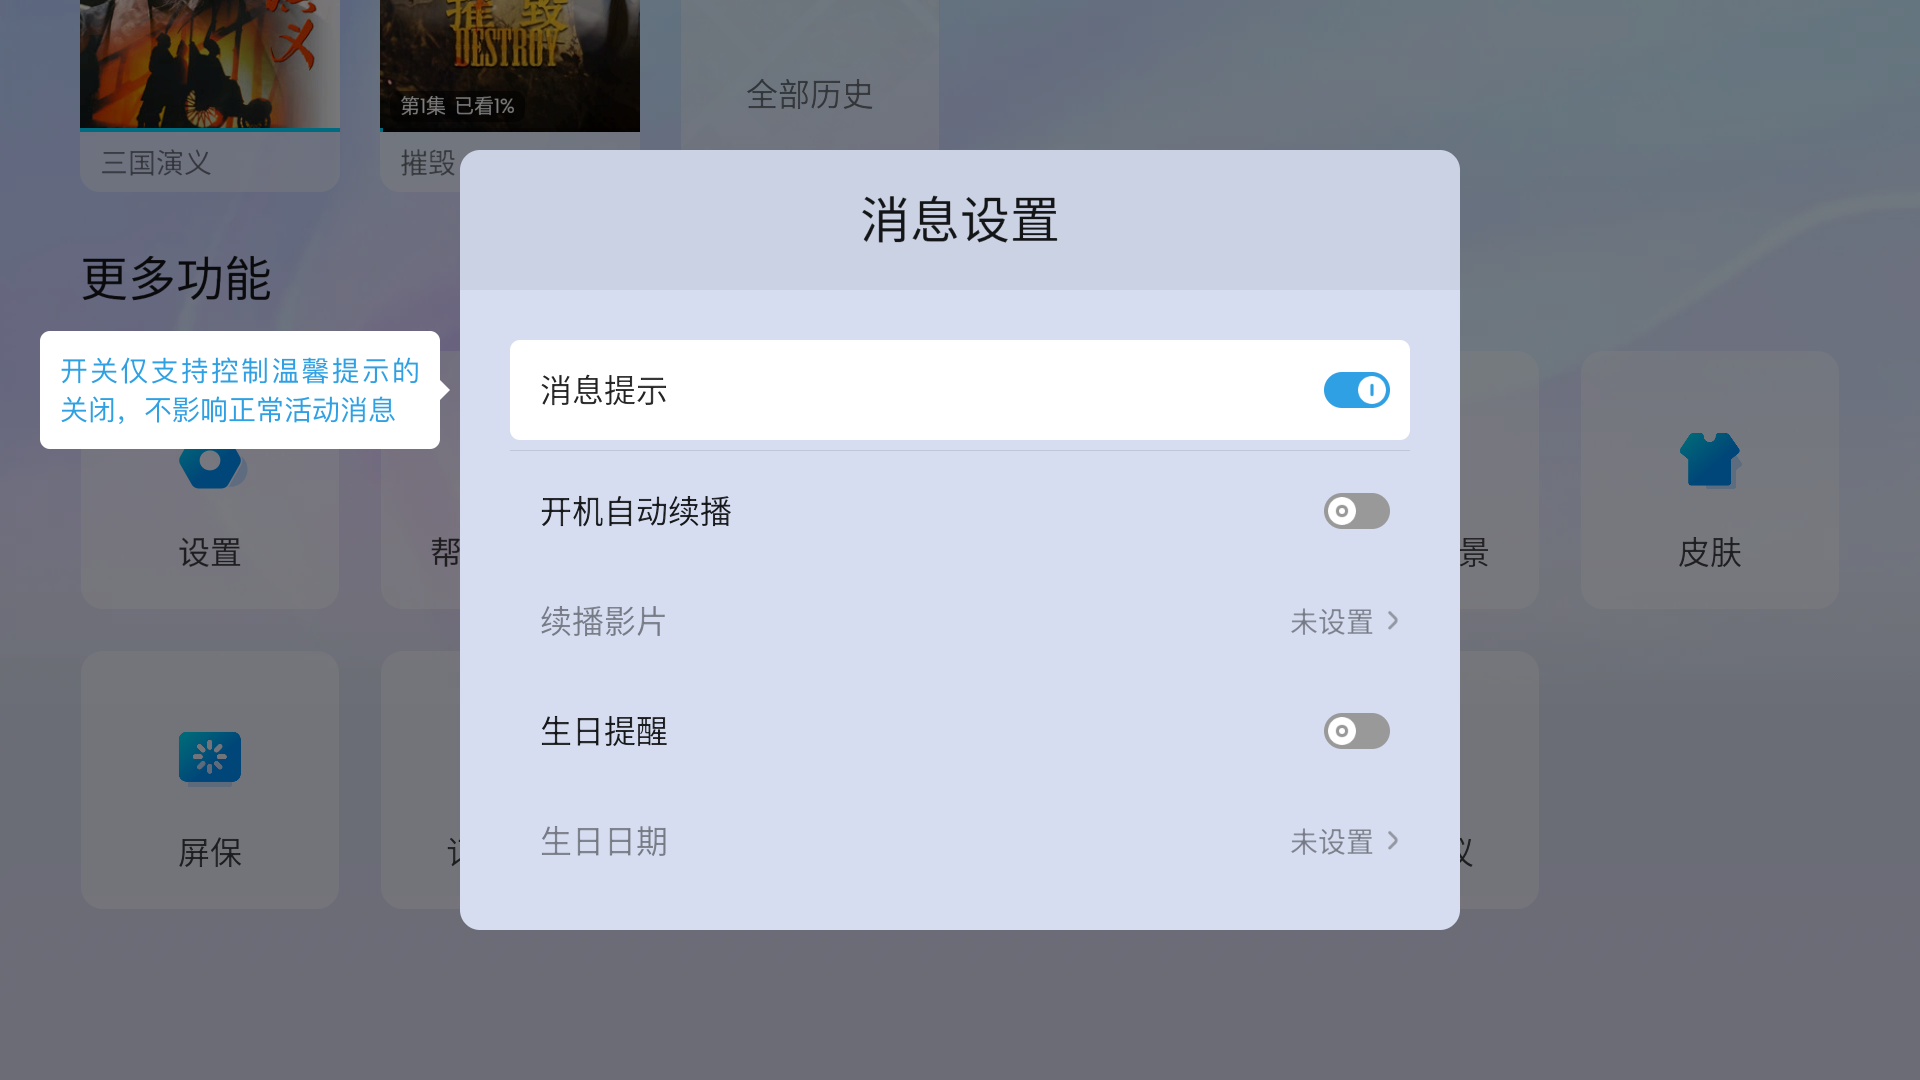 摧毁
DESTROY
第1集 已看1%
全部历史
三国演义
摧毁
消息设置
更多功能
开关仅支持控制温馨提示的
关闭，不影响正常活动消息
消息提示
开机自动续播
设置
帮
景
皮肤
续播影片
未设置
生日提醒
生日日期
未设置
屏保